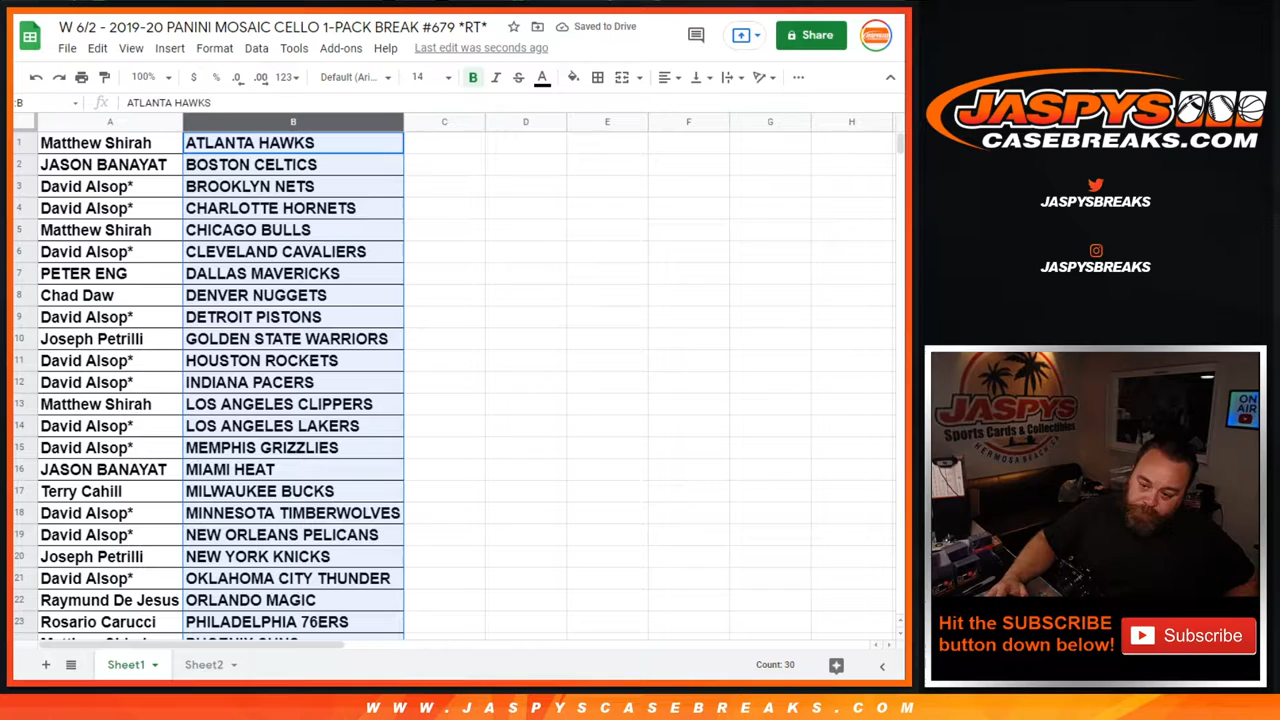 W 6/2 - 2019-20 PANINI MOSAIC CELLO 1-PACK BREAK #679 *RT*
Saved to Drive
Share
File Edit View Insert Format Data Tools Add-ons Help Last edit was seconds ago
100% $ % .0 .00 123 Default (Ari... 14 B I S A
:B fx ATLANTA HAWKS
A B C D E F G H
1 Matthew Shirah ATLANTA HAWKS
2 JASON BANAYAT BOSTON CELTICS
3 David Alsop* BROOKLYN NETS
4 David Alsop* CHARLOTTE HORNETS
5 Matthew Shirah CHICAGO BULLS
6 David Alsop* CLEVELAND CAVALIERS
7 PETER ENG DALLAS MAVERICKS
8 Chad Daw DENVER NUGGETS
9 David Alsop* DETROIT PISTONS
10 Joseph Petrilli GOLDEN STATE WARRIORS
11 David Alsop* HOUSTON ROCKETS
12 David Alsop* INDIANA PACERS
13 Matthew Shirah LOS ANGELES CLIPPERS
14 David Alsop* LOS ANGELES LAKERS
15 David Alsop* MEMPHIS GRIZZLIES
16 JASON BANAYAT MIAMI HEAT
17 Terry Cahill MILWAUKEE BUCKS
18 David Alsop* MINNESOTA TIMBERWOLVES
19 David Alsop* NEW ORLEANS PELICANS
20 Joseph Petrilli NEW YORK KNICKS
21 David Alsop* OKLAHOMA CITY THUNDER
22 Raymund De Jesus ORLANDO MAGIC
23 Rosario Carucci PHILADELPHIA 76ERS
Sheet1 Sheet2 Count: 30
JASPYS
CASEBREAKS.COM
JASPYSBREAKS
JASPYSBREAKS
JASPYS
Sports Cards & Collectibles
HERMOSA BEACH, CA
ON
AIR
Hit the SUBSCRIBE
button down below!
Subscribe
WWW.JASPYSCASEBREAKS.COM